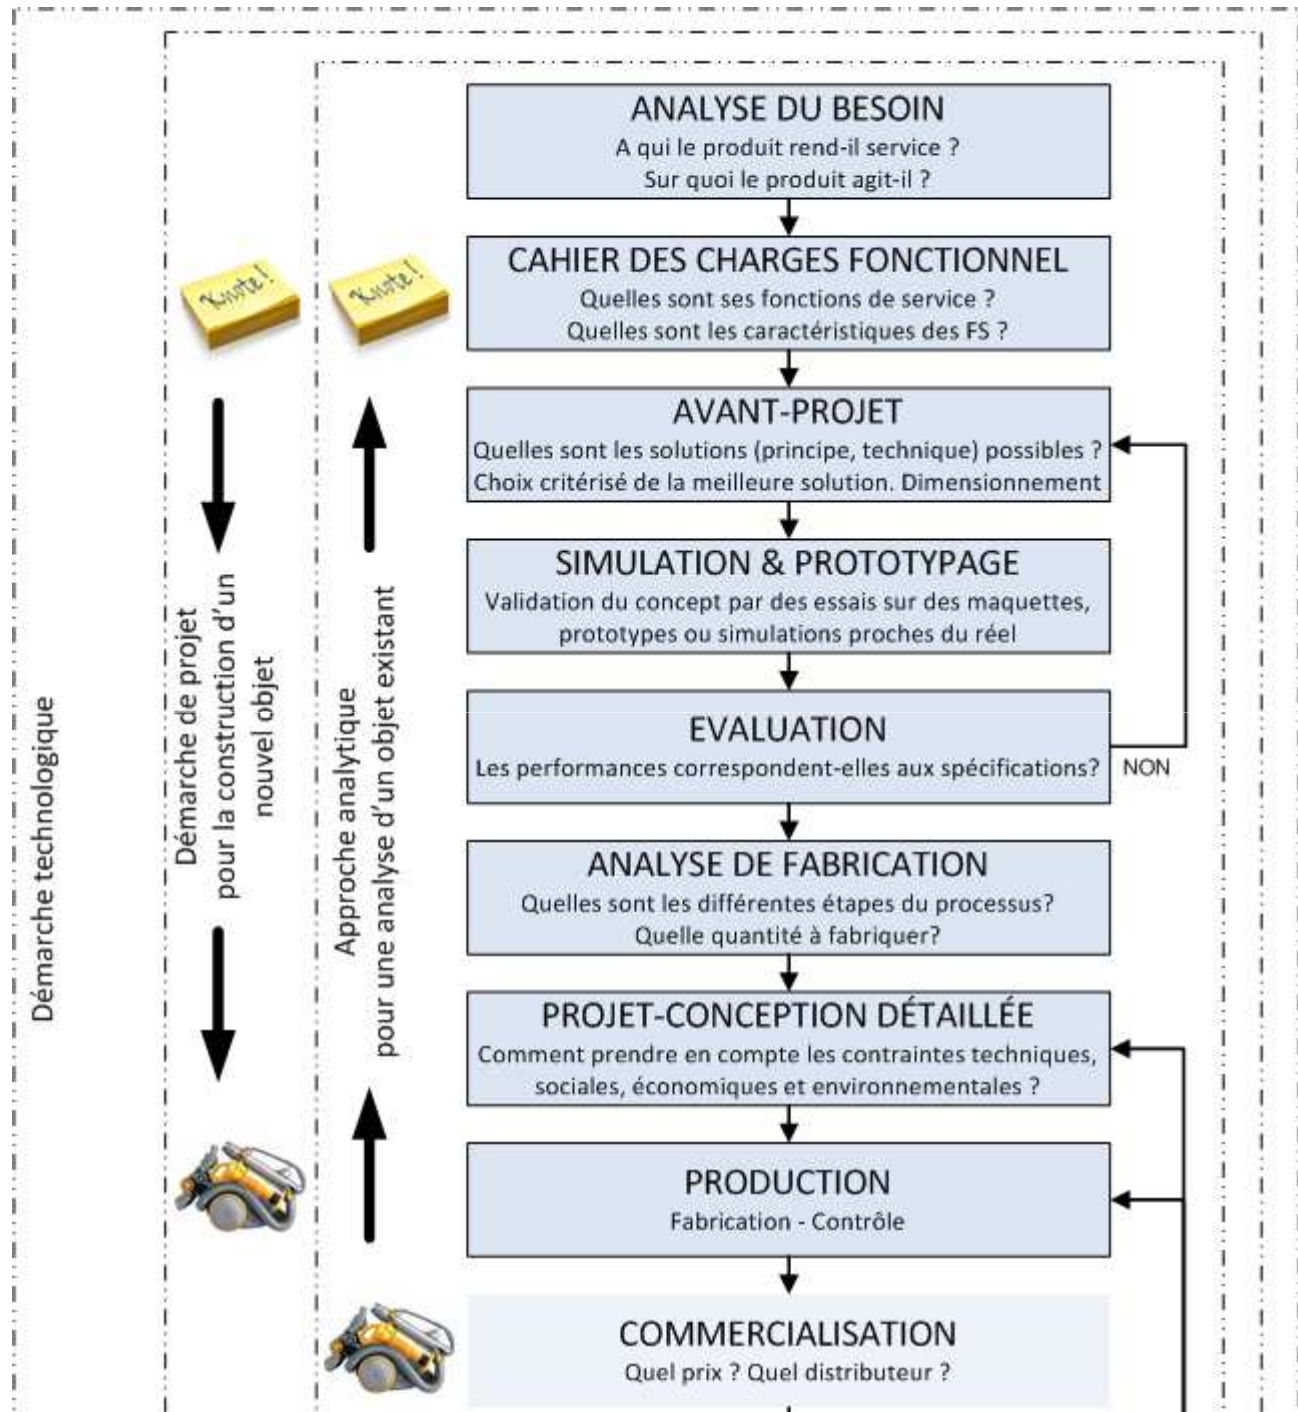 ANALYSE DU BESOIN
A qui le produit rend-il service ?
Sur quoi le produit agit-il ?
CAHIER DES CHARGES FONCTIONNEL
Quelles sont ses fonctions de service ?
Quelles sont les caractéristiques des FS ?
Knote!
Knote!
AVANT-PROJET
Quelles sont les solutions (principe, technique) possibles ?
Choix critérisé de la meilleure solution. Dimensionnement
SIMULATION & PROTOTYPAGE
Validation du concept par des essais sur des maquettes,
prototypes ou simulations proches du réel
EVALUATION
Les performances correspondent-elles aux spécifications?
NON
ANALYSE DE FABRICATION
Quelles sont les différentes étapes du processus?
Quelle quantité à fabriquer?
PROJET-CONCEPTION DÉTAILLÉE
Comment prendre en compte les contraintes techniques,
sociales, économiques et environnementales ?
PRODUCTION
Fabrication - Contrôle
COMMERCIALISATION
Quel prix ? Quel distributeur ?
Démarche technologique
Démarche de projet
pour la construction d'un
nouvel objet
Approche analytique
pour une analyse d'un objet existant